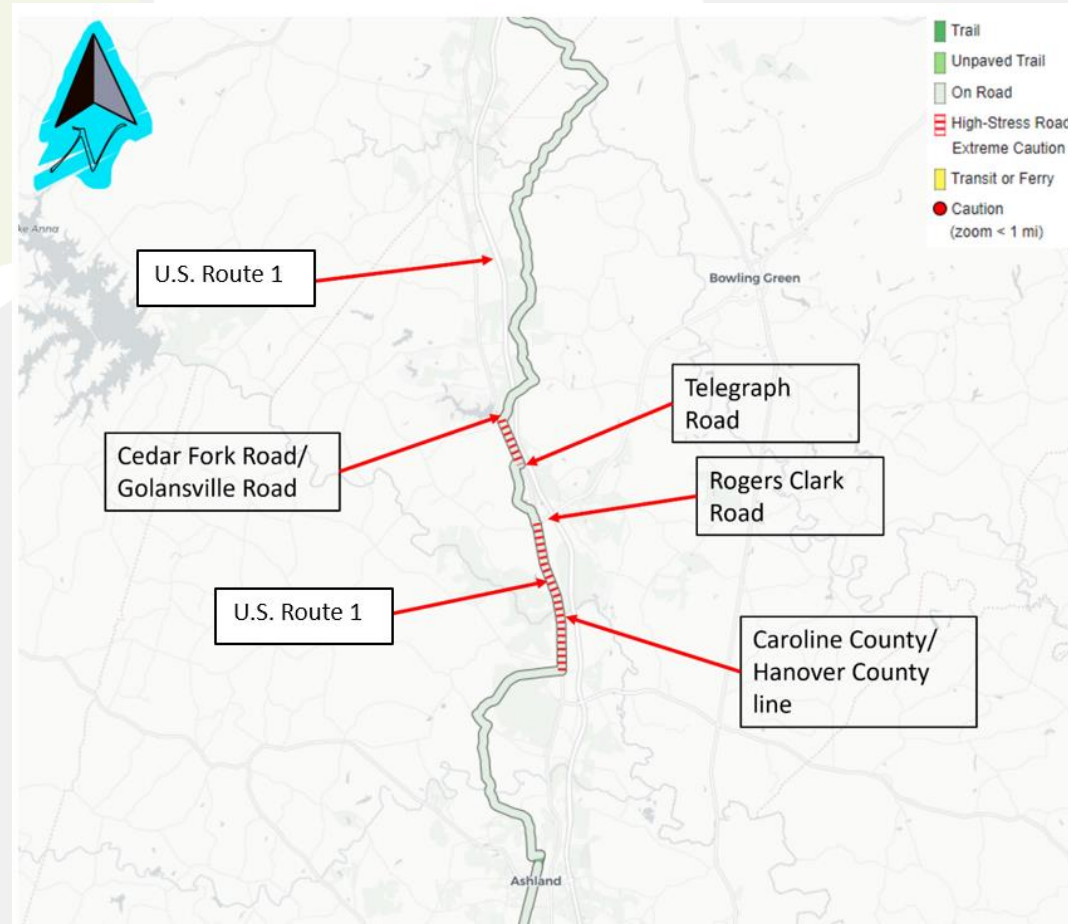 Trail
Unpaved Trail
On Road
High-Stress Road
Extreme Caution
Transit or Ferry
Caution
(zoom < 1 mi)
N
Anna
U.S. Route 1
Bowling Green
Telegraph
Road
Cedar Fork Road/
Golansville Road
Rogers Clark
Road
U.S. Route 1
Caroline County/
Hanover County
line
Ashland